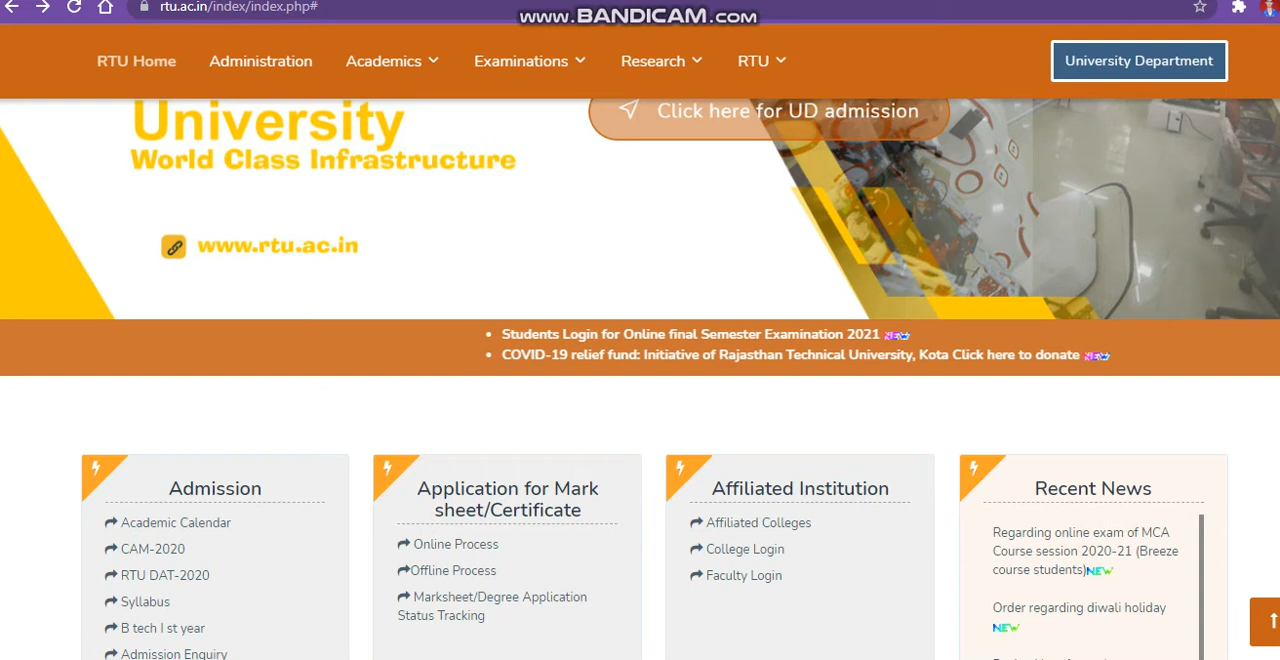 rtu.ac.in/index/index.php#
www.BANDICAM.com
RTU Home Administration Academics Examinations Research RTU University Department
University
World Class Infrastructure
Click here for UD admission
www.rtu.ac.in
Students Login for Online final Semester Examination 2021 NEW
COVID-19 relief fund: Initiative of Rajasthan Technical University, Kota Click here to donate NEW
Admission
Academic Calendar
CAM-2020
RTU DAT-2020
Syllabus
B tech I st year
Admission Enquiry
Application for Mark
sheet/Certificate
Online Process
Offline Process
Marksheet/Degree Application
Status Tracking
Affiliated Institution
Affiliated Colleges
College Login
Faculty Login
Recent News
Regarding online exam of MCA
Course session 2020-21 (Breeze
course students)NEW
Order regarding diwali holiday
NEW